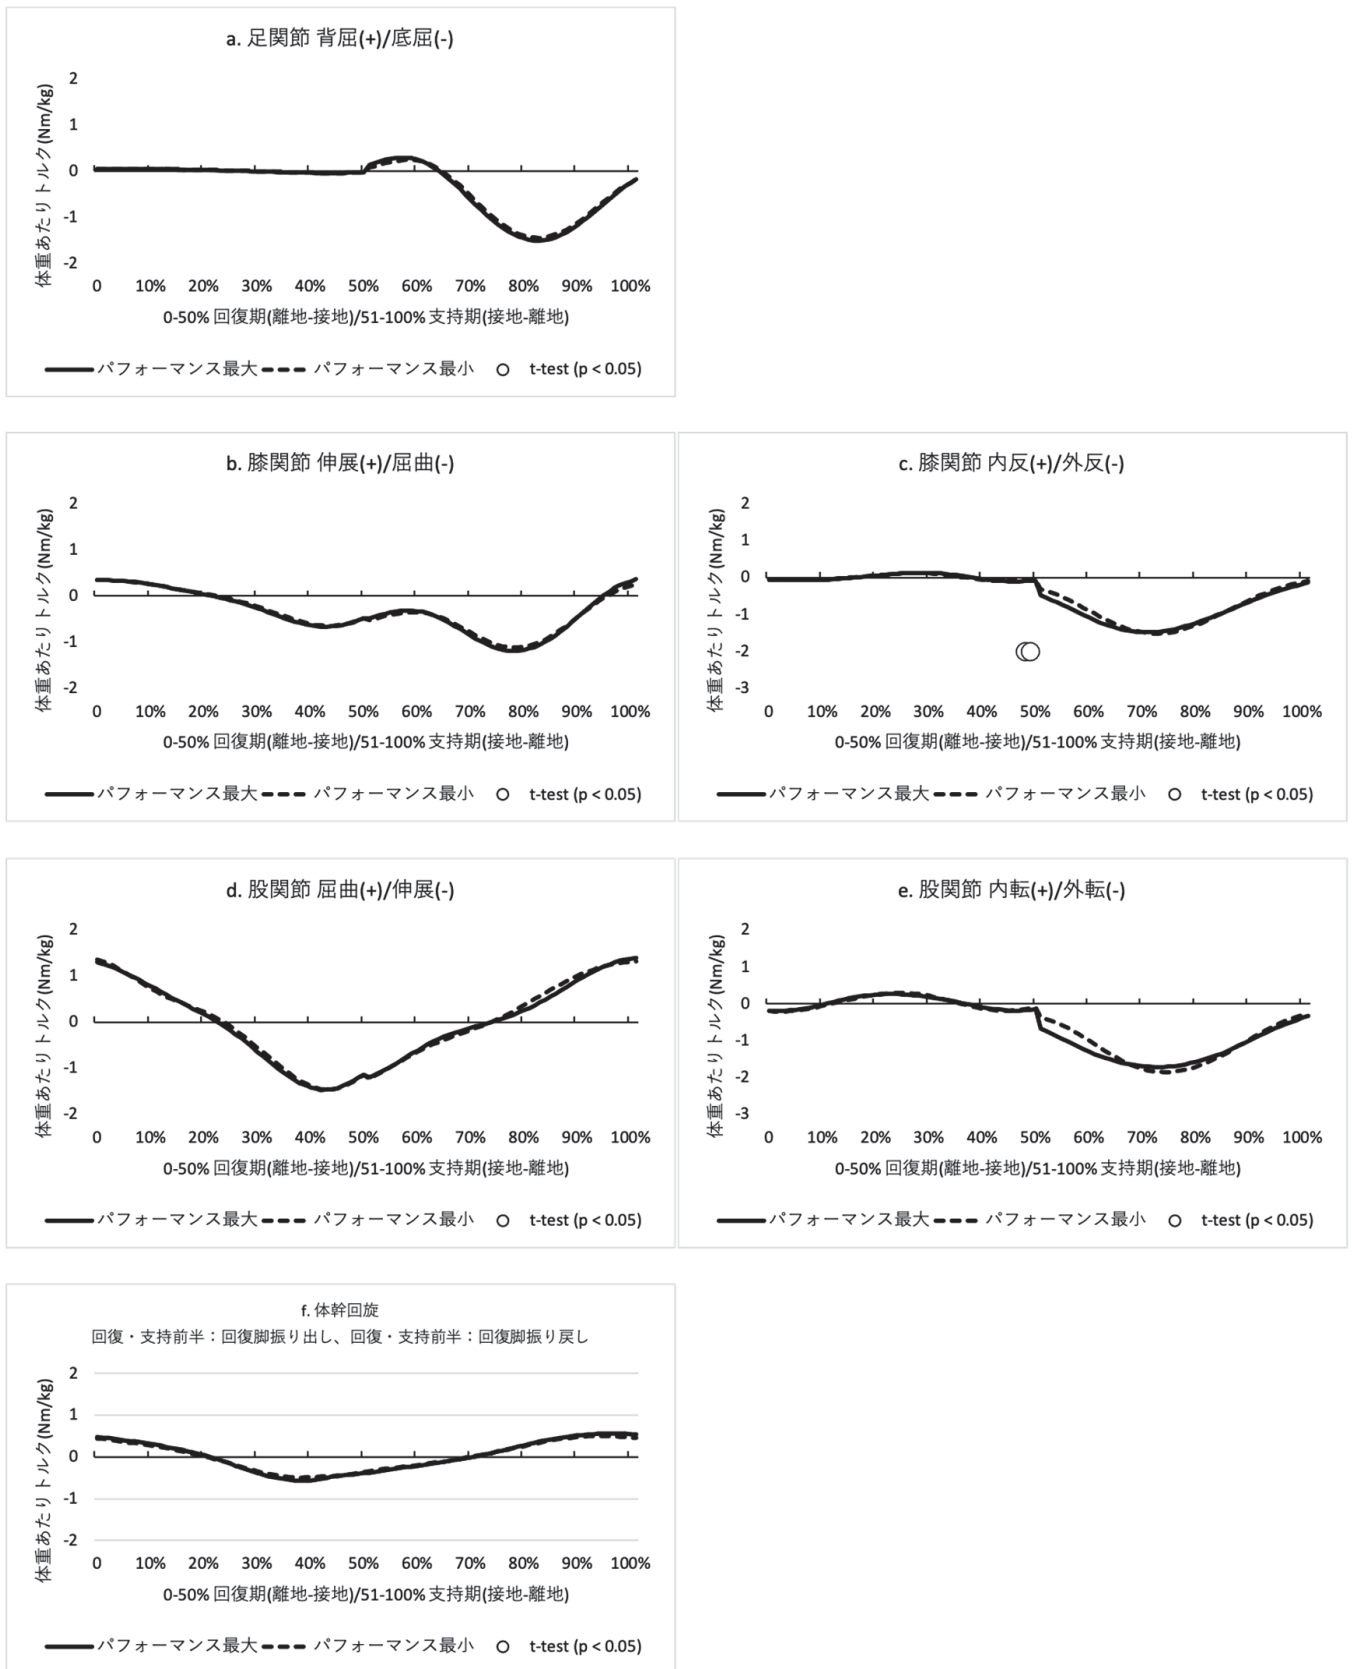 a. 足関節 背屈(+)/底屈(-)
体重あたりトルク(Nm/kg)
2
1
0
-1
-2
0 10% 20% 30% 40% 50% 60% 70% 80% 90% 100%
0-50% 回復期(離地-接地)/51-100% 支持期(接地-離地)
パフォーマンス最大 パフォーマンス最小 t-test (p < 0.05)
b. 膝関節 伸展(+)/屈曲(-)
体重あたりトルク(Nm/kg)
2
1
0
-1
-2
0 10% 20% 30% 40% 50% 60% 70% 80% 90% 100%
0-50% 回復期(離地-接地)/51-100% 支持期(接地-離地)
パフォーマンス最大 パフォーマンス最小 t-test (p < 0.05)
c. 膝関節 内反(+)/外反(-)
体重あたりトルク(Nm/kg)
2
1
0
-1
-2
-3
0 10% 20% 30% 40% 50% 60% 70% 80% 90% 100%
0-50% 回復期(離地-接地)/51-100% 支持期(接地-離地)
パフォーマンス最大 パフォーマンス最小 t-test (p < 0.05)
d. 股関節 屈曲(+)/伸展(-)
体重あたりトルク(Nm/kg)
2
1
0
-1
-2
0 10% 20% 30% 40% 50% 60% 70% 80% 90% 100%
0-50% 回復期(離地-接地)/51-100% 支持期(接地-離地)
パフォーマンス最大 パフォーマンス最小 t-test (p < 0.05)
e. 股関節 内転(+)/外転(-)
体重あたりトルク(Nm/kg)
2
1
0
-1
-2
-3
0 10% 20% 30% 40% 50% 60% 70% 80% 90% 100%
0-50% 回復期(離地-接地)/51-100% 支持期(接地-離地)
パフォーマンス最大 パフォーマンス最小 t-test (p < 0.05)
f. 体幹回旋
回復・支持前半：回復脚振り出し、回復・支持前半：回復脚振り戻し
体重あたりトルク(Nm/kg)
2
1
0
-1
-2
0 10% 20% 30% 40% 50% 60% 70% 80% 90% 100%
0-50% 回復期(離地-接地)/51-100% 支持期(接地-離地)
パフォーマンス最大 パフォーマンス最小 t-test (p < 0.05)